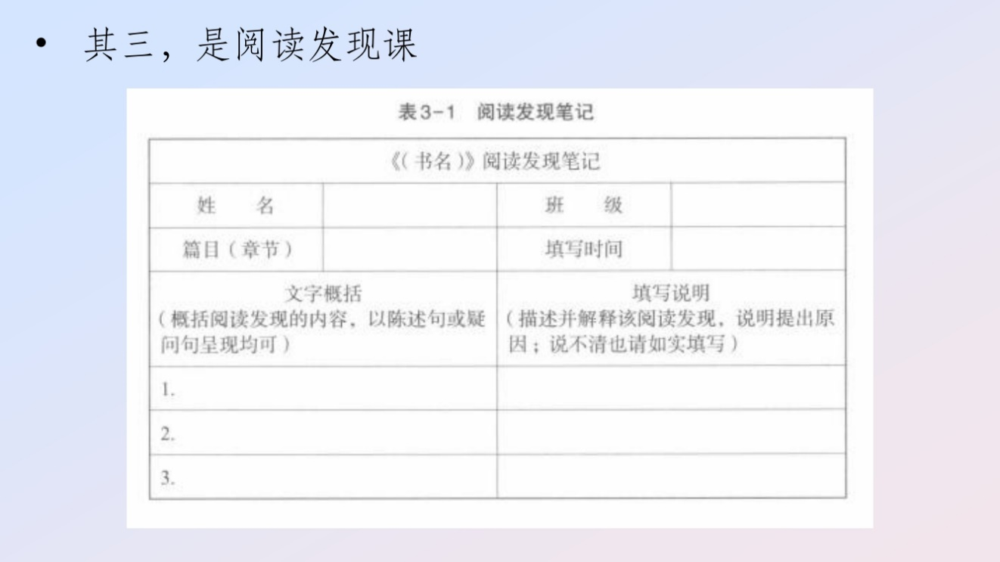 • 其三，是阅读发现课
表3-1 阅读发现笔记
《（书名）》阅读发现笔记
姓 名 班 级
篇目（章节） 填写时间
文字概括
（概括阅读发现的内容，以陈述句或疑
问句呈现均可）
填写说明
（描述并解释该阅读发现，说明提出原
因；说不清也请如实填写）
1.
2.
3.